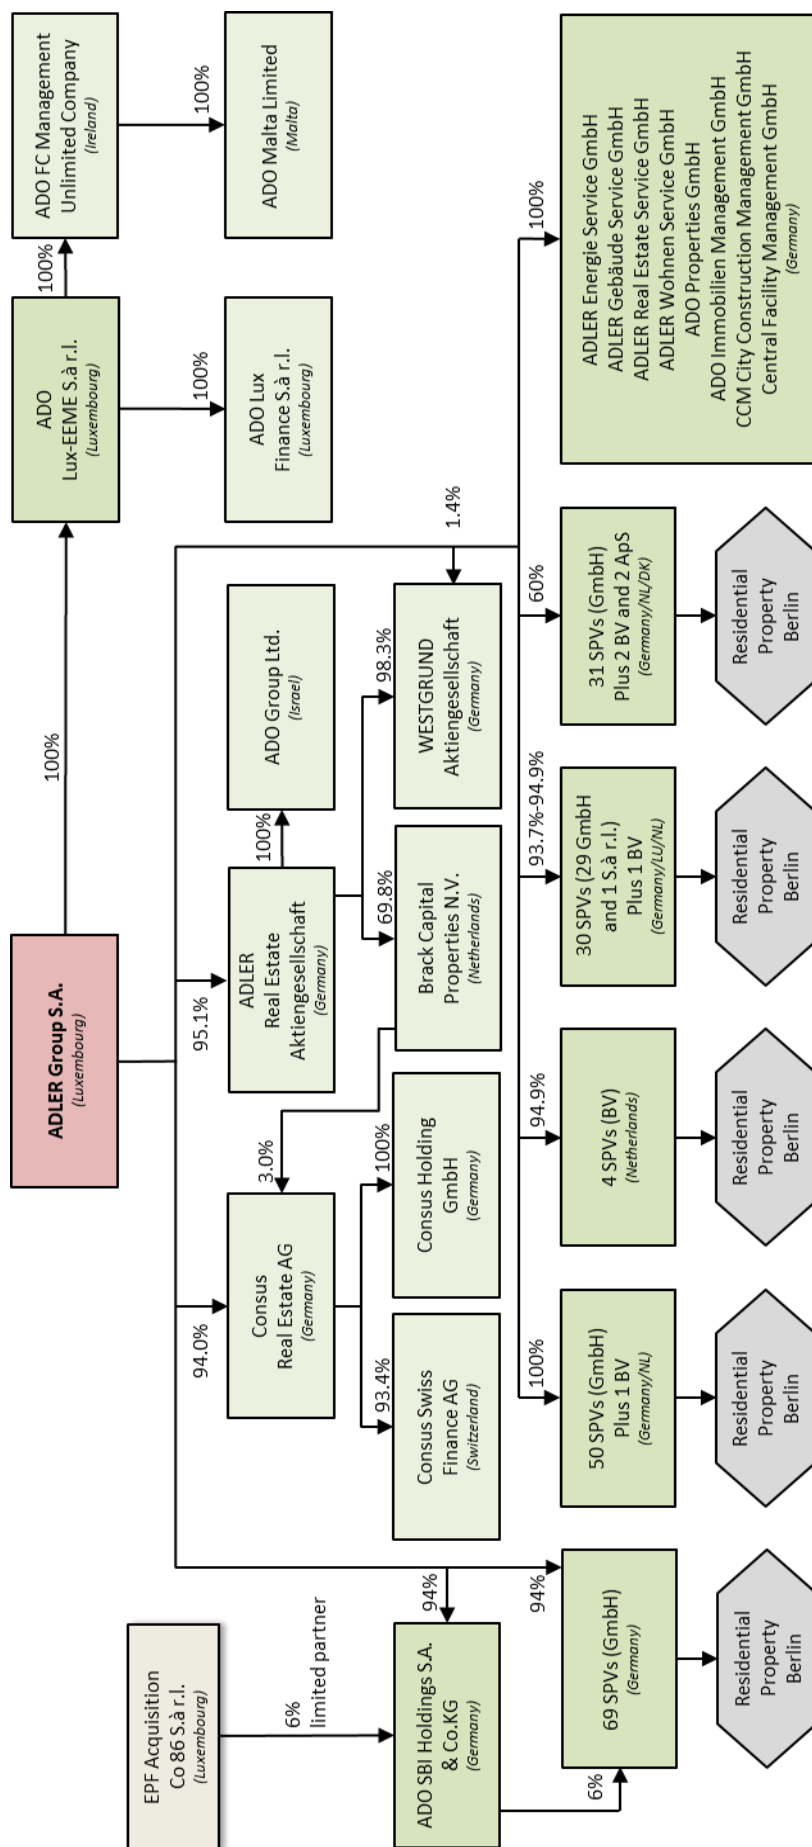 ADLER Group S.A.
(Luxembourg)
100%
ADO
Lux-EEME S.à r.l.
(Luxembourg)
100%
ADO FC Management
Unlimited Company
(Ireland)
100%
ADO Lux
Finance S.à r.l.
(Luxembourg)
100%
ADO Malta Limited
(Malta)
EPF Acquisition
Co 86 S.à r.l.
(Luxembourg)
6%
limited partner
94.0%
Consus
Real Estate AG
(Germany)
3.0%
95.1%
ADLER
Real Estate
Aktiengesellschaft
(Germany)
100%
ADO Group Ltd.
(Israel)
94%
ADO SBI Holdings S.A.
& Co.KG
(Germany)
93.4%
Consus Swiss
Finance AG
(Switzerland)
100%
Consus Holding
GmbH
(Germany)
69.8%
Brack Capital
Properties N.V.
(Netherlands)
98.3%
WESTGRUND
Aktiengesellschaft
(Germany)
1.4%
6%
94%
69 SPVs (GmbH)
(Germany)
100%
50 SPVs (GmbH)
Plus 1 BV
(Germany/NL)
94.9%
4 SPVs (BV)
(Netherlands)
93.7%-94.9%
30 SPVs (29 GmbH
and 1 S.à r.l.)
Plus 1 BV
(Germany/LU/NL)
60%
31 SPVs (GmbH)
Plus 2 BV and 2 ApS
(Germany/NL/DK)
100%
ADLER Energie Service GmbH
ADLER Gebäude Service GmbH
ADLER Real Estate Service GmbH
ADLER Wohnen Service GmbH
ADO Properties GmbH
ADO Immobilien Management GmbH
CCM City Construction Management GmbH
Central Facility Management GmbH
(Germany)
Residential
Property
Berlin
Residential
Property
Berlin
Residential
Property
Berlin
Residential
Property
Berlin
Residential
Property
Berlin